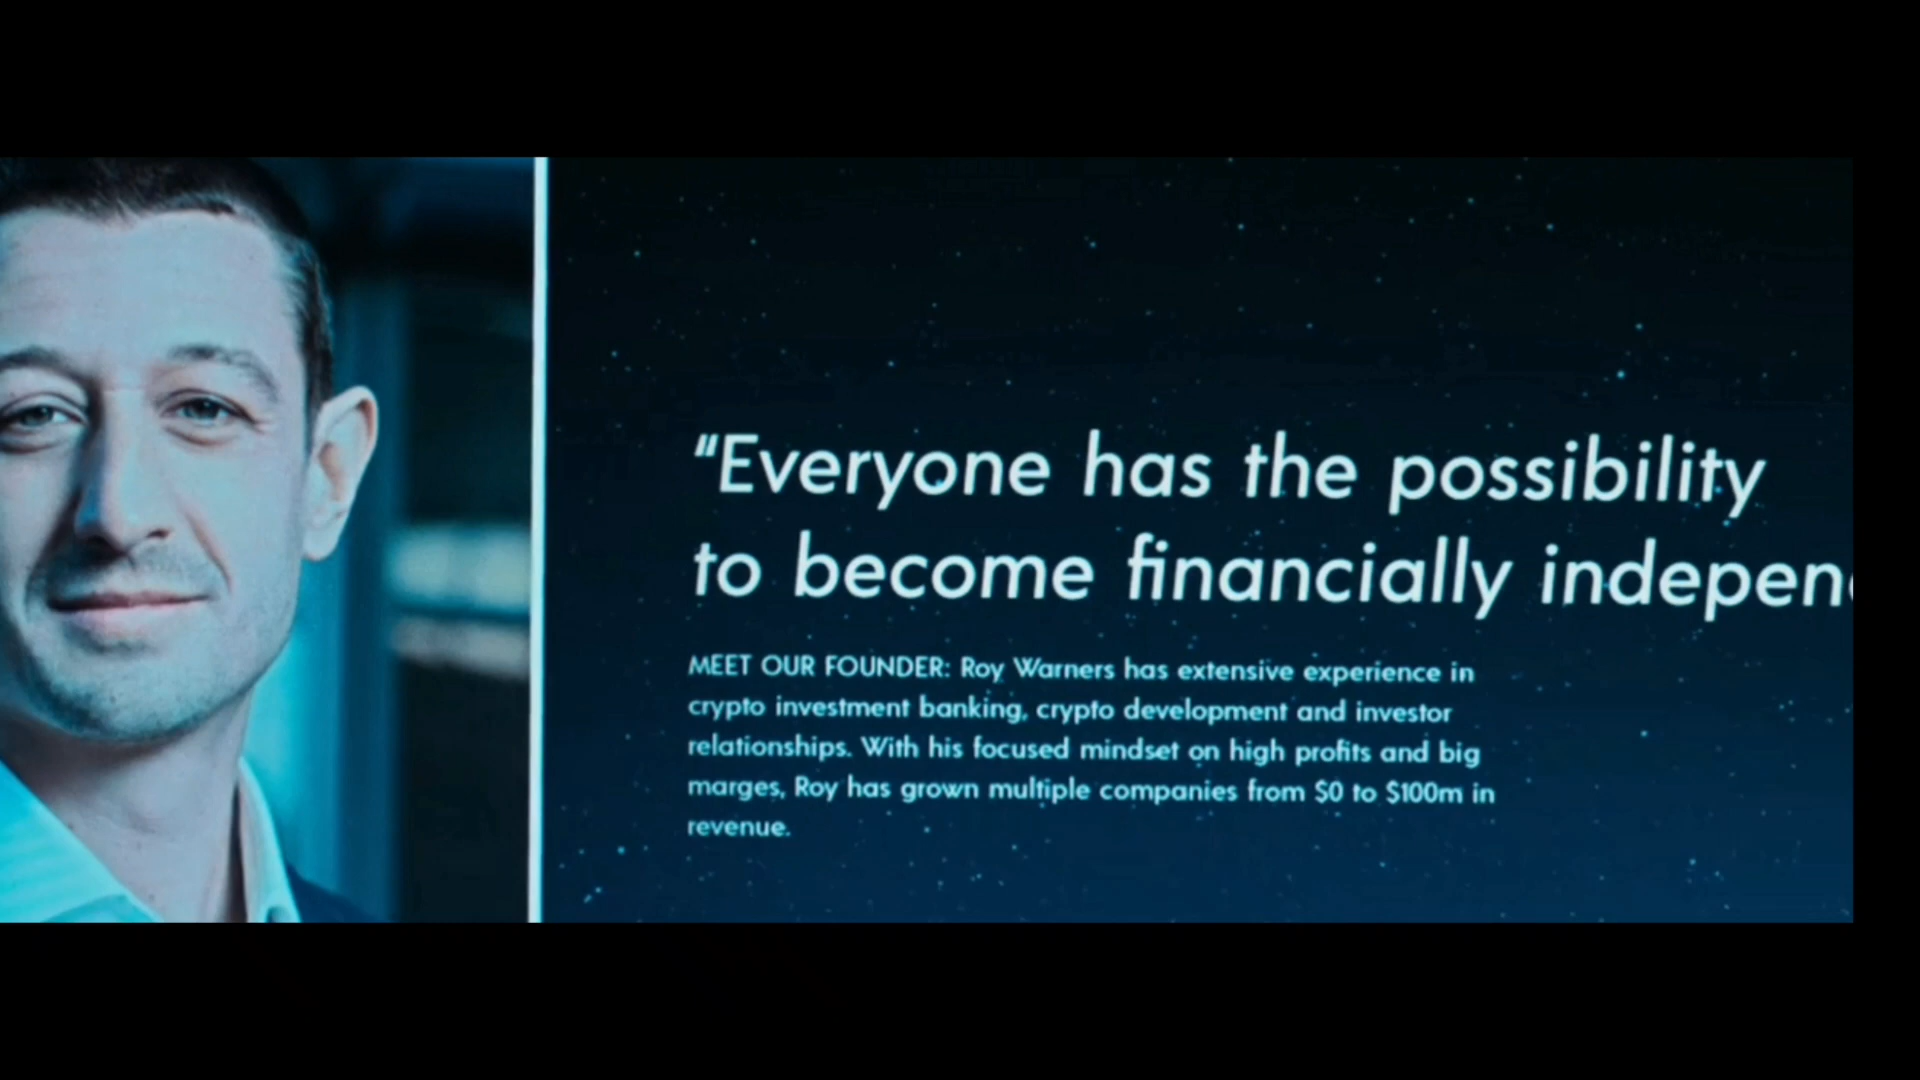 “Everyone has the possibility
to become financially indepen
MEET OUR FOUNDER: Roy Warners has extensive experience in
crypto investment banking, crypto development and investor
relationships. With his focused mindset on high profits and big
marges, Roy has grown multiple companies from $0 to $100m in
revenue.